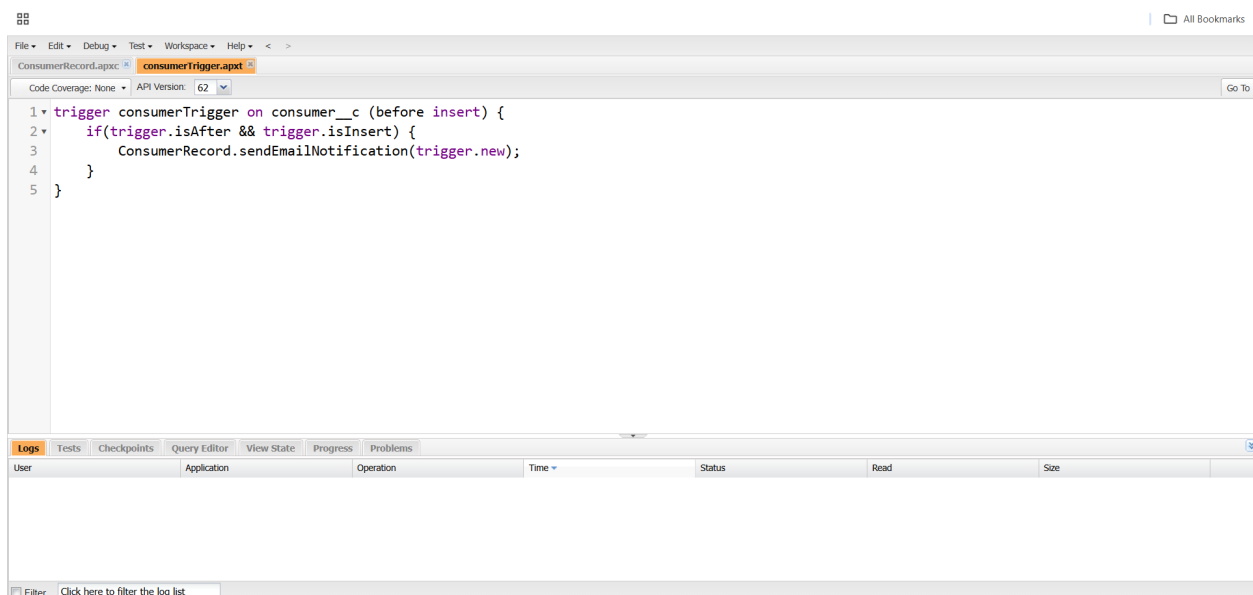 All Bookmarks
File Edit Debug Test Workspace Help < >
ConsumerRecord.apxc consumerTrigger.apxt
Code Coverage: None API Version: 62 Go To
1 trigger consumerTrigger on consumer__c (before insert) {
2 if(trigger.isAfter && trigger.isInsert) {
3 ConsumerRecord.sendEmailNotification(trigger.new);
4 }
5 }
Logs Tests Checkpoints Query Editor View State Progress Problems
User Application Operation Time Status Read Size
Filter Click here to filter the log list